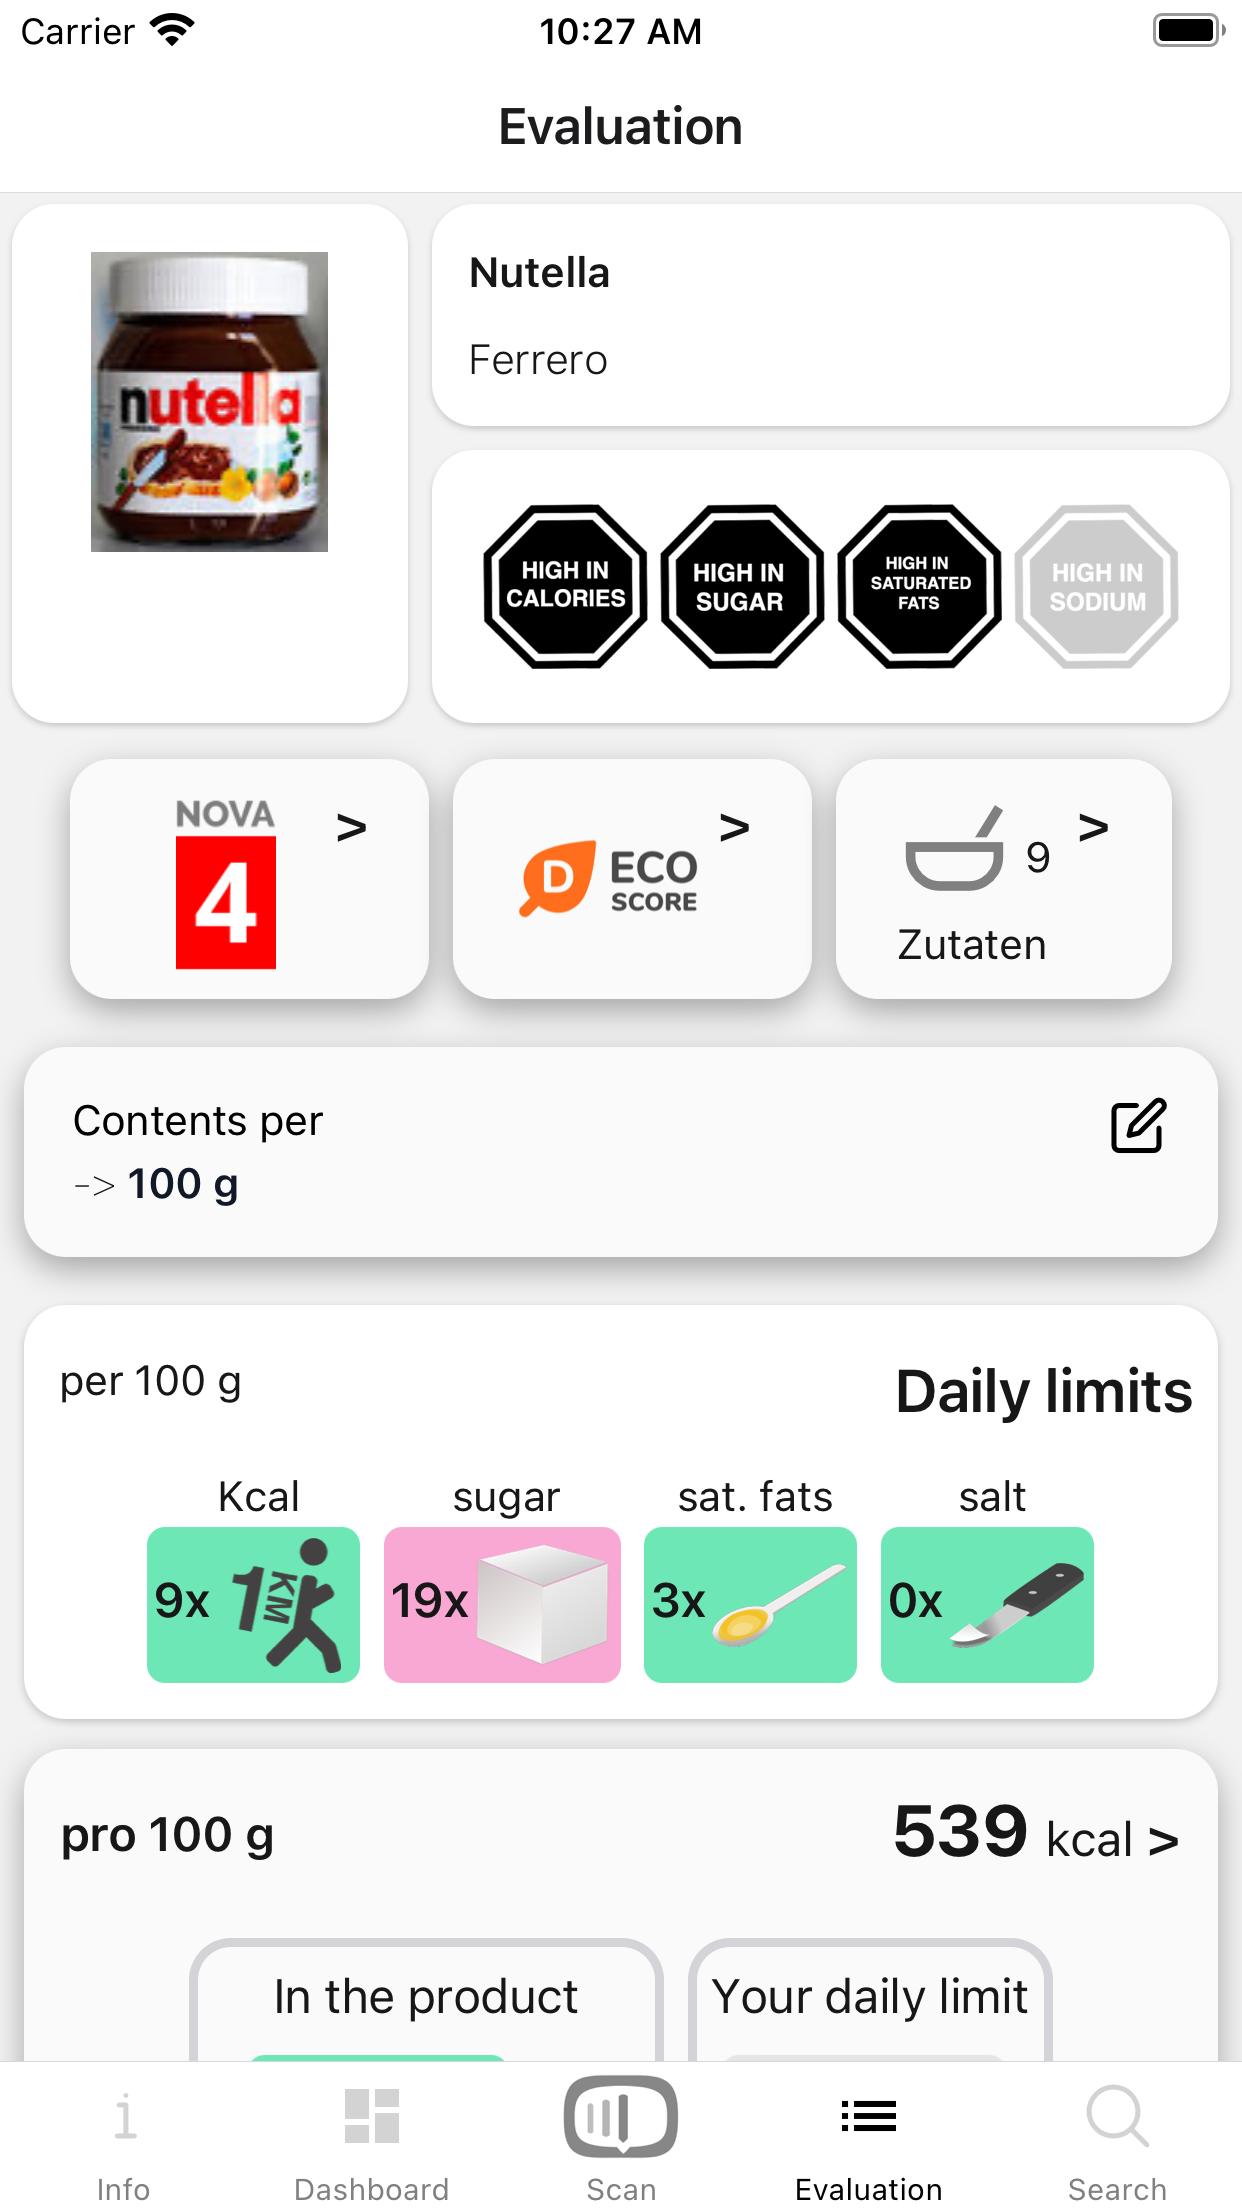 Carrier
10:27 AM
Evaluation
nutella
Nutella
Ferrero
HIGH IN
CALORIES
HIGH IN
SUGAR
HIGH IN
SATURATED
FATS
HIGH IN
SODIUM
NOVA
4
>
D
ECO
SCORE
>
9
>
Zutaten
Contents per
-> 100 g
per 100 g
Daily limits
Kcal
sugar
sat. fats
salt
9x
1 KM
19x
3x
0x
pro 100 g
539 kcal >
In the product
Your daily limit
i
Info
Dashboard
Scan
Evaluation
Search